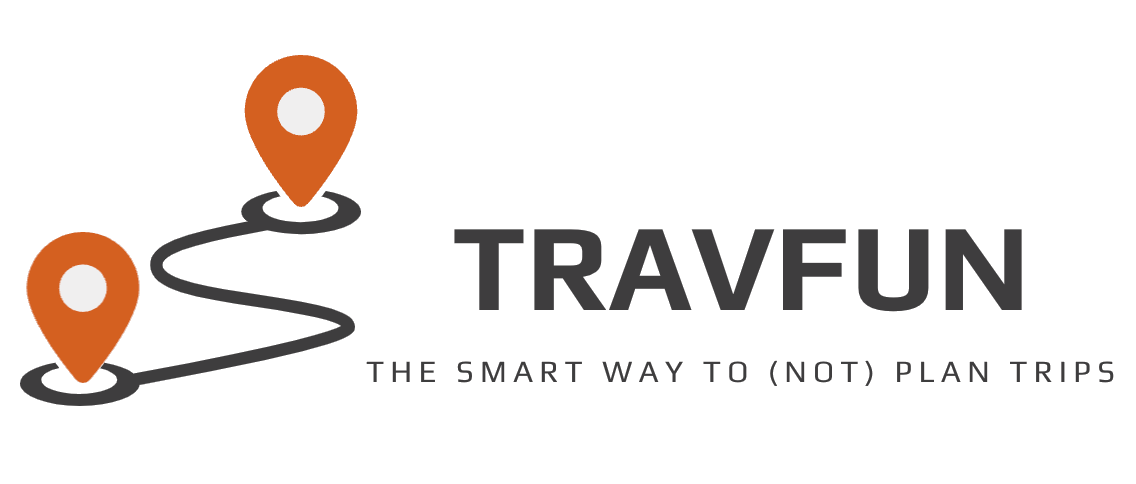 TRAVFUN
THE SMART WAY TO (NOT) PLAN TRIPS